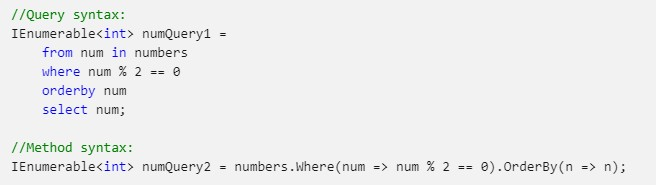 //Query syntax:
IEnumerable<int> numQuery1 =
    from num in numbers
    where num % 2 == 0
    orderby num
    select num;

//Method syntax:
IEnumerable<int> numQuery2 = numbers.Where(num => num % 2 == 0).OrderBy(n => n);